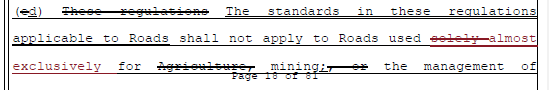 (ed) These regulations The standards in these regulations
applicable to Roads shall not apply to Roads used solely almost
exclusively for Agriculture, mining;, or the management of
Page 18 of 81